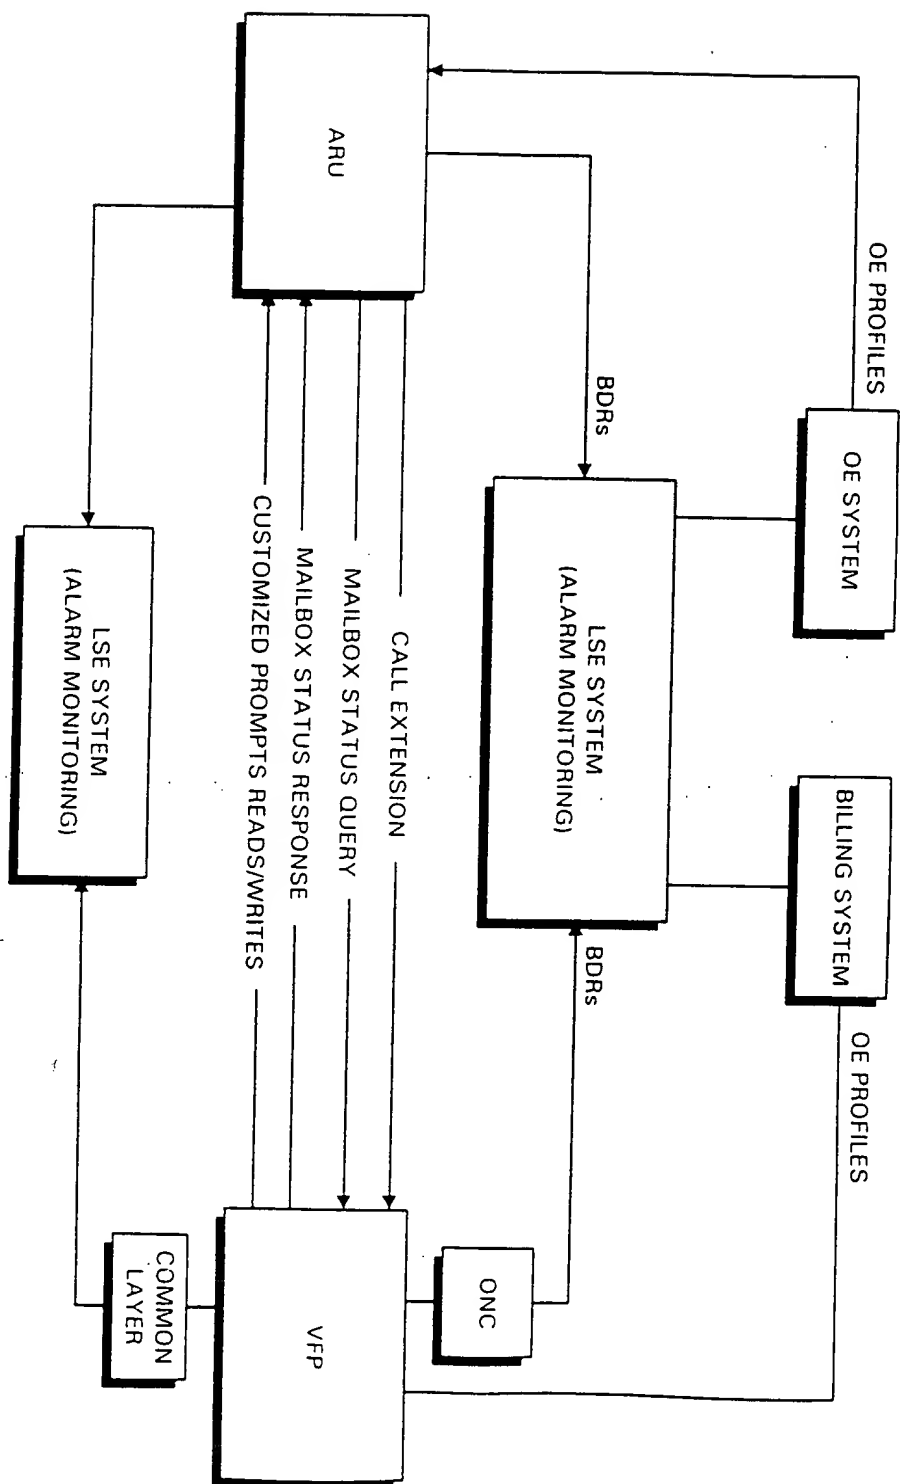 OE PROFILES
OE SYSTEM
BILLING SYSTEM
OE PROFILES
BDRs
LSE SYSTEM
(ALARM MONITORING)
BDRs
ARU
CALL EXTENSION
MAILBOX STATUS QUERY
MAILBOX STATUS RESPONSE
CUSTOMIZED PROMPTS READS/WRITES
ONC
VFP
COMMON
LAYER
LSE SYSTEM
(ALARM MONITORING)